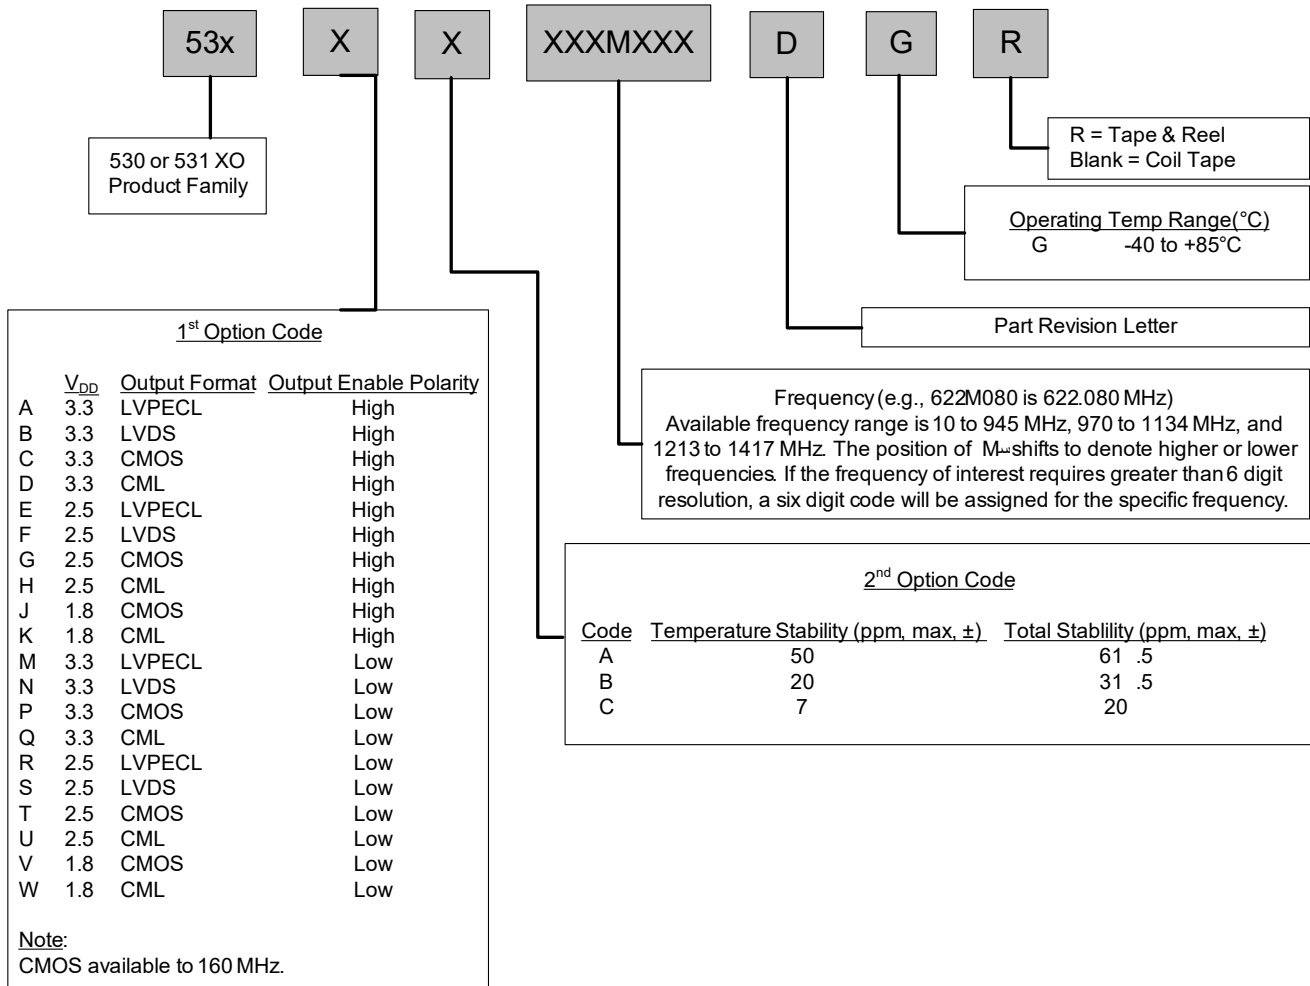 53x X X XXXMXXX D G R
530 or 531 XO
Product Family
R = Tape & Reel
Blank = Coil Tape
Operating Temp Range(°C)
G -40 to +85°C
Part Revision Letter
Frequency (e.g., 622M080 is 622.080 MHz)
Available frequency range is 10 to 945 MHz, 970 to 1134 MHz, and
1213 to 1417 MHz. The position of M shifts to denote higher or lower
frequencies. If the frequency of interest requires greater than 6 digit
resolution, a six digit code will be assigned for the specific frequency.
1st Option Code
VDD Output Format Output Enable Polarity
A 3.3 LVPECL High
B 3.3 LVDS High
C 3.3 CMOS High
D 3.3 CML High
E 2.5 LVPECL High
F 2.5 LVDS High
G 2.5 CMOS High
H 2.5 CML High
J 1.8 CMOS High
K 1.8 CML High
M 3.3 LVPECL Low
N 3.3 LVDS Low
P 3.3 CMOS Low
Q 3.3 CML Low
R 2.5 LVPECL Low
S 2.5 LVDS Low
T 2.5 CMOS Low
U 2.5 CML Low
V 1.8 CMOS Low
W 1.8 CML Low
Note:
CMOS available to 160 MHz.
2nd Option Code
Code Temperature Stability (ppm, max, ±) Total Stablility (ppm, max, ±)
A 50 61 .5
B 20 31 .5
C 7 20